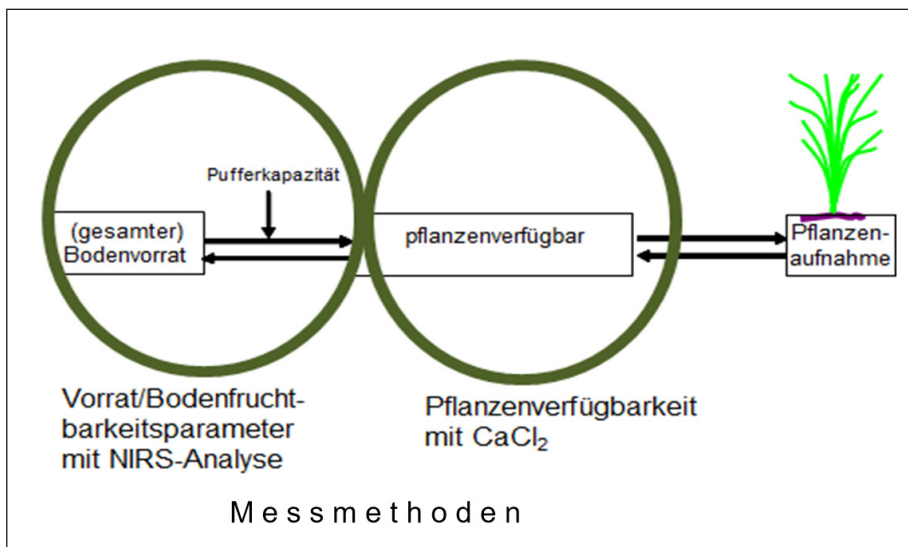 Pufferkapazität
(gesamter)
Bodenvorrat
pflanzenverfügbar
Pflanzen-
aufnahme
Vorrat/Bodenfrucht-
barkeitsparameter
mit NIRS-Analyse
Pflanzenverfügbarkeit
mit CaCl₂
Messmethoden